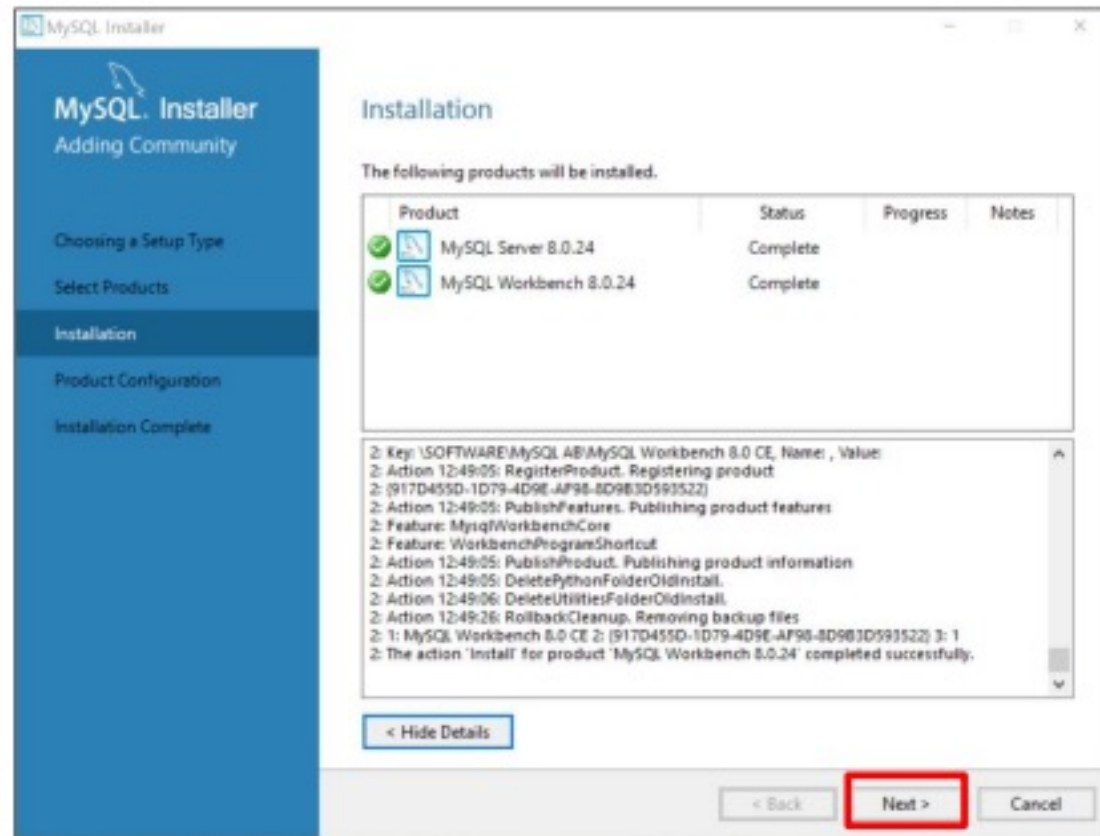 MySQL Installer
MySQL. Installer
Adding Community
Choosing a Setup Type
Select Products
Installation
Product Configuration
Installation Complete
Installation
The following products will be installed.
Product Status Progress Notes
MySQL Server 8.0.24 Complete
MySQL Workbench 8.0.24 Complete
2: Key: \SOFTWARE\MySQL AB\MySQL Workbench 8.0 CE, Name: , Value:
2: Action 12:49:05: RegisterProduct. Registering product
2: {917D455D-1D79-4D9E-AF98-8D9B3D593522}
2: Action 12:49:05: PublishFeatures. Publishing product features
2: Feature: MysqlWorkbenchCore
2: Feature: WorkbenchProgramShortcut
2: Action 12:49:05: PublishProduct. Publishing product information
2: Action 12:49:05: DeletePythonFolderOldInstall.
2: Action 12:49:06: DeleteUtilitiesFolderOldInstall.
2: Action 12:49:26: RollbackCleanup. Removing backup files
2: 1: MySQL Workbench 8.0 CE 2: {917D455D-1D79-4D9E-AF98-8D9B3D593522} 3: 1
2: The action 'Install' for product 'MySQL Workbench 8.0.24' completed successfully.
< Hide Details
< Back Next > Cancel